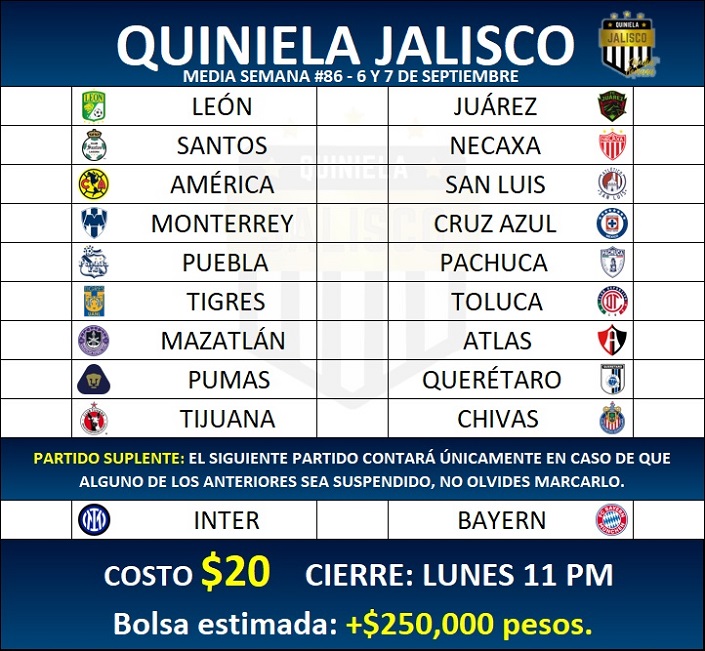 QUINIELA JALISCO
MEDIA SEMANA #86 - 6 Y 7 DE SEPTIEMBRE
LEÓN JUÁREZ
SANTOS NECAXA
AMÉRICA SAN LUIS
MONTERREY CRUZ AZUL
PUEBLA PACHUCA
TIGRES TOLUCA
MAZATLÁN ATLAS
PUMAS QUERÉTARO
TIJUANA CHIVAS
PARTIDO SUPLENTE: EL SIGUIENTE PARTIDO CONTARÁ ÚNICAMENTE EN CASO DE QUE
ALGUNO DE LOS ANTERIORES SEA SUSPENDIDO, NO OLVIDES MARCARLO.
INTER BAYERN
COSTO $20 CIERRE: LUNES 11 PM
Bolsa estimada: +$250,000 pesos.